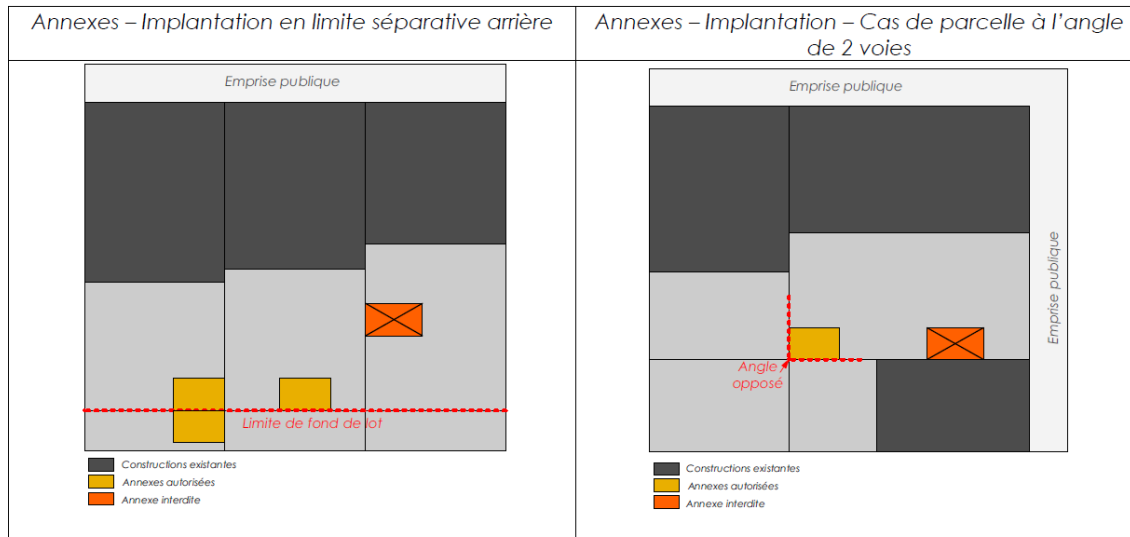 Annexes – Implantation en limite séparative arrière
Emprise publique
Limite de fond de lot
Constructions existantes
Annexes autorisées
Annexe interdite
Annexes – Implantation – Cas de parcelle à l'angle
de 2 voies
Emprise publique
Emprise publique
Angle
opposé
Constructions existantes
Annexes autorisées
Annexe interdite